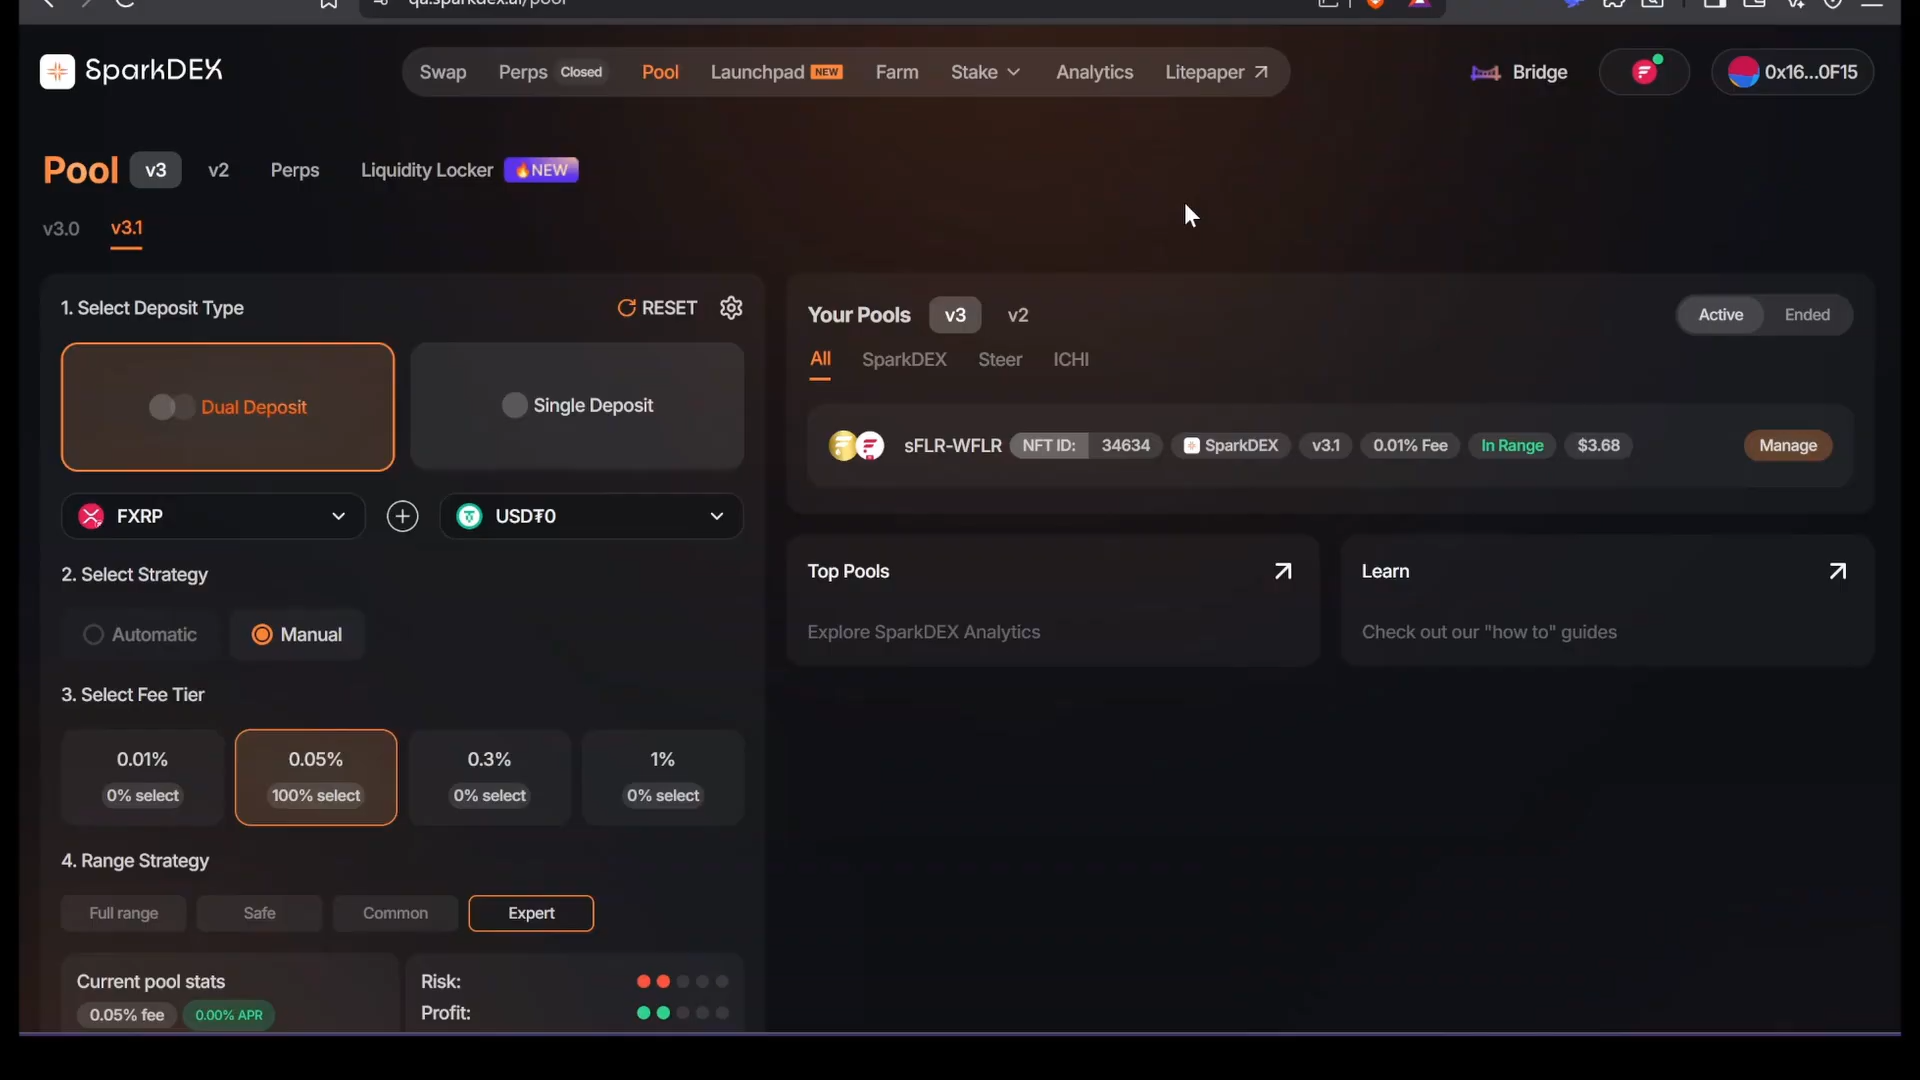 SparkDEX
Swap
Perps Closed
Pool
Launchpad NEW
Farm
Stake
Analytics
Litepaper
Bridge
0x16...0F15
Pool v3 v2 Perps Liquidity Locker 🔥NEW
v3.0 v3.1
1. Select Deposit Type
RESET
Dual Deposit
Single Deposit
FXRP
USD₮0
2. Select Strategy
Automatic
Manual
3. Select Fee Tier
0.01%
0% select
0.05%
100% select
0.3%
0% select
1%
0% select
4. Range Strategy
Full range
Safe
Common
Expert
Current pool stats
0.05% fee
0.00% APR
Risk:
Profit:
Your Pools v3 v2
Active
Ended
All
SparkDEX
Steer
ICHI
sFLR-WFLR NFT ID: 34634 SparkDEX v3.1 0.01% Fee In Range $3.68
Manage
Top Pools
Explore SparkDEX Analytics
Learn
Check out our "how to" guides